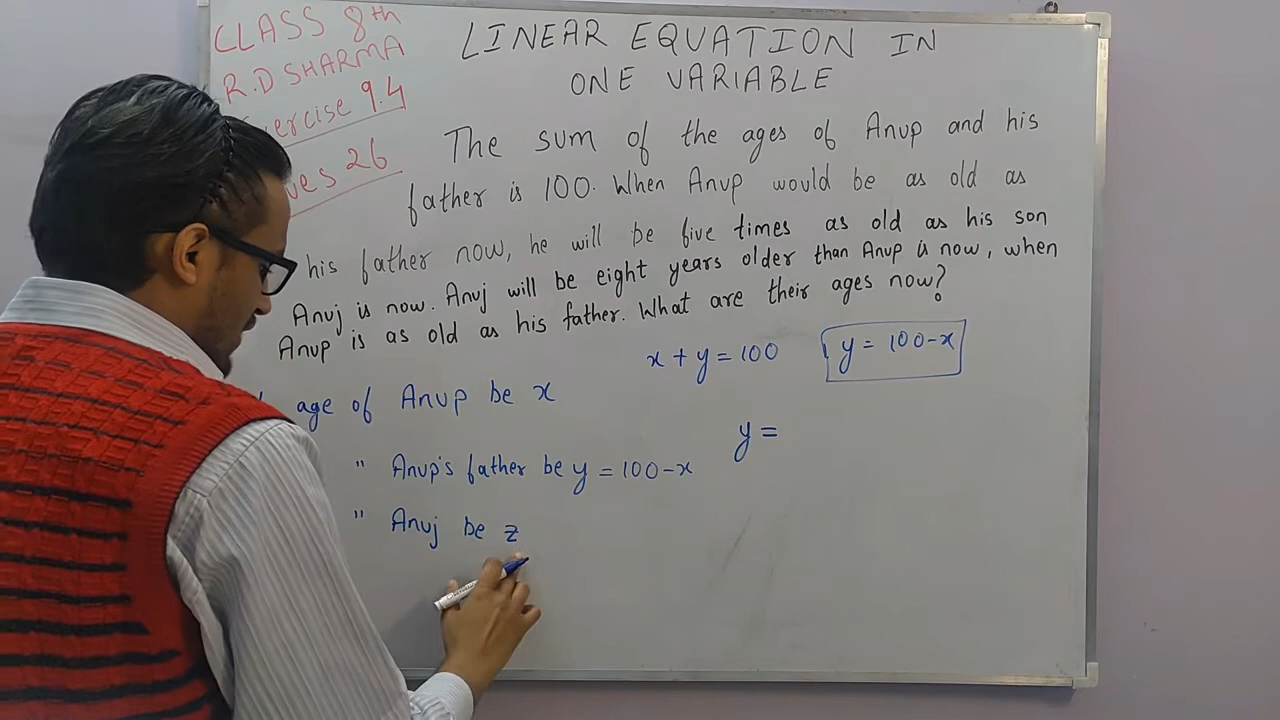 CLASS 8th
R.D SHARMA
LINEAR EQUATION IN
ONE VARIABLE
9.4
26
The sum of the ages of Anup and his
father is 100. When Anup would be as old as
his father now, he will be five times as old as his son
Anuj is now. Anuj will be eight years older than Anup is now, when
Anup is as old as his father. What are their ages now?
x + y = 100 y = 100-x
age of Anup be x
y =
" Anup's father be y = 100-x
" Anuj be z